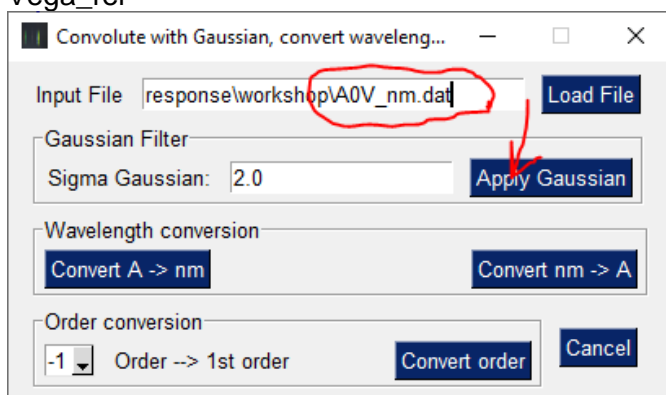 Vega_ref
Convolute with Gaussian, convert waveleng...
Input File response\workshop\A0V_nm.dat Load File
Gaussian Filter
Sigma Gaussian: 2.0 Apply Gaussian
Wavelength conversion
Convert A -> nm Convert nm -> A
Order conversion
-1 Order --> 1st order Convert order Cancel